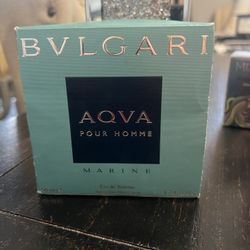 BVLGARI
AQVA
POUR HOMME
MARINE
Eau de Toilette